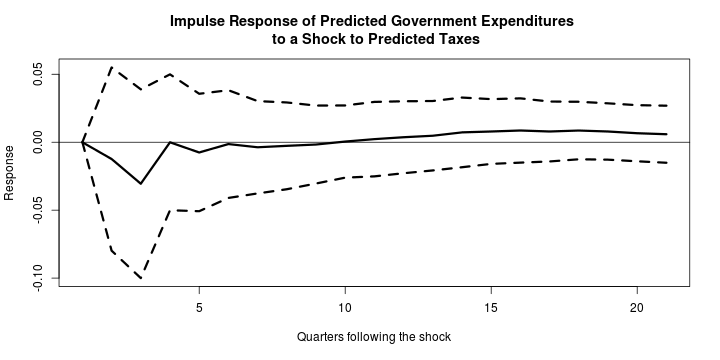 Impulse Response of Predicted Government Expenditures
to a Shock to Predicted Taxes
0.05
0.00
-0.05
-0.10
Response
5
10
15
20
Quarters following the shock